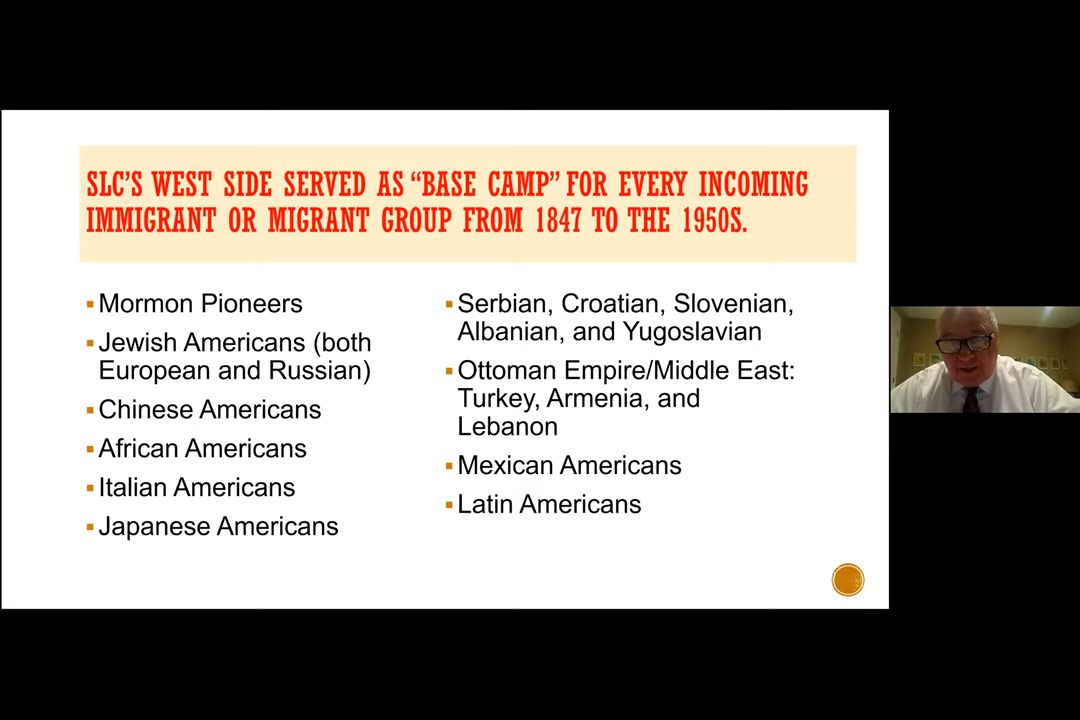 SLC'S WEST SIDE SERVED AS “BASE CAMP” FOR EVERY INCOMING
IMMIGRANT OR MIGRANT GROUP FROM 1847 TO THE 1950S.
▪Mormon Pioneers
▪Jewish Americans (both
European and Russian)
▪Chinese Americans
▪African Americans
▪Italian Americans
▪Japanese Americans
▪Serbian, Croatian, Slovenian,
Albanian, and Yugoslavian
▪Ottoman Empire/Middle East:
Turkey, Armenia, and
Lebanon
▪Mexican Americans
▪Latin Americans